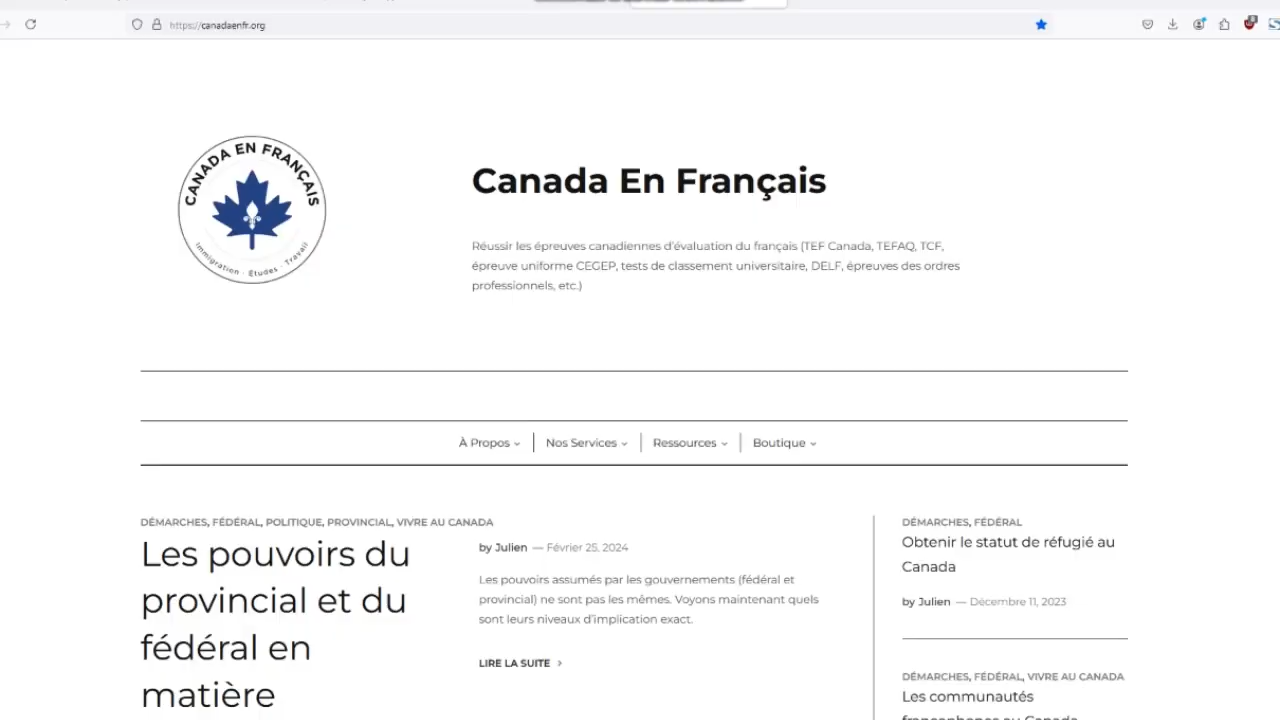 https://canadaenfr.org
CANADA EN FRANÇAIS
Immigration · Études · Travail
Canada En Français
Réussir les épreuves canadiennes d'évaluation du français (TEF Canada, TEFAQ, TCF,
épreuve uniforme CEGEP, tests de classement universitaire, DELF, épreuves des ordres
professionnels, etc.)
À Propos
Nos Services
Ressources
Boutique
DÉMARCHES, FÉDÉRAL, POLITIQUE, PROVINCIAL, VIVRE AU CANADA
Les pouvoirs du
provincial et du
fédéral en
matière
by Julien — Février 25, 2024
Les pouvoirs assumés par les gouvernements (fédéral et
provincial) ne sont pas les mêmes. Voyons maintenant quels
sont leurs niveaux d'implication exact.
LIRE LA SUITE
DÉMARCHES, FÉDÉRAL
Obtenir le statut de réfugié au
Canada
by Julien — Décembre 11, 2023
DÉMARCHES, FÉDÉRAL, VIVRE AU CANADA
Les communautés
francophones au Canada